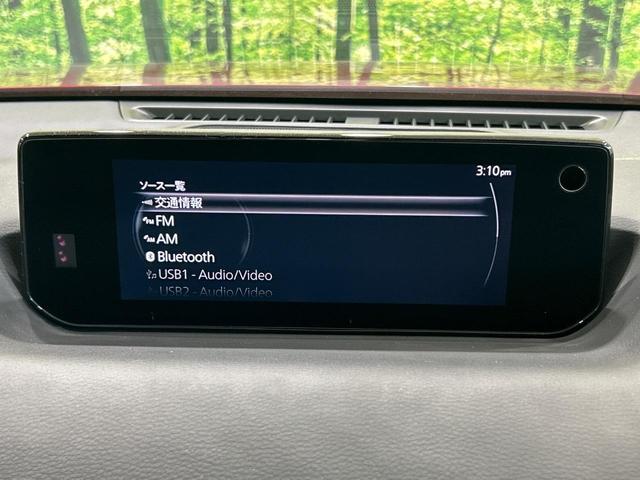 3:10pm
ソース一覧
交通情報
FM
AM
Bluetooth
USB1 - Audio/Video
USB2 - Audio/Video